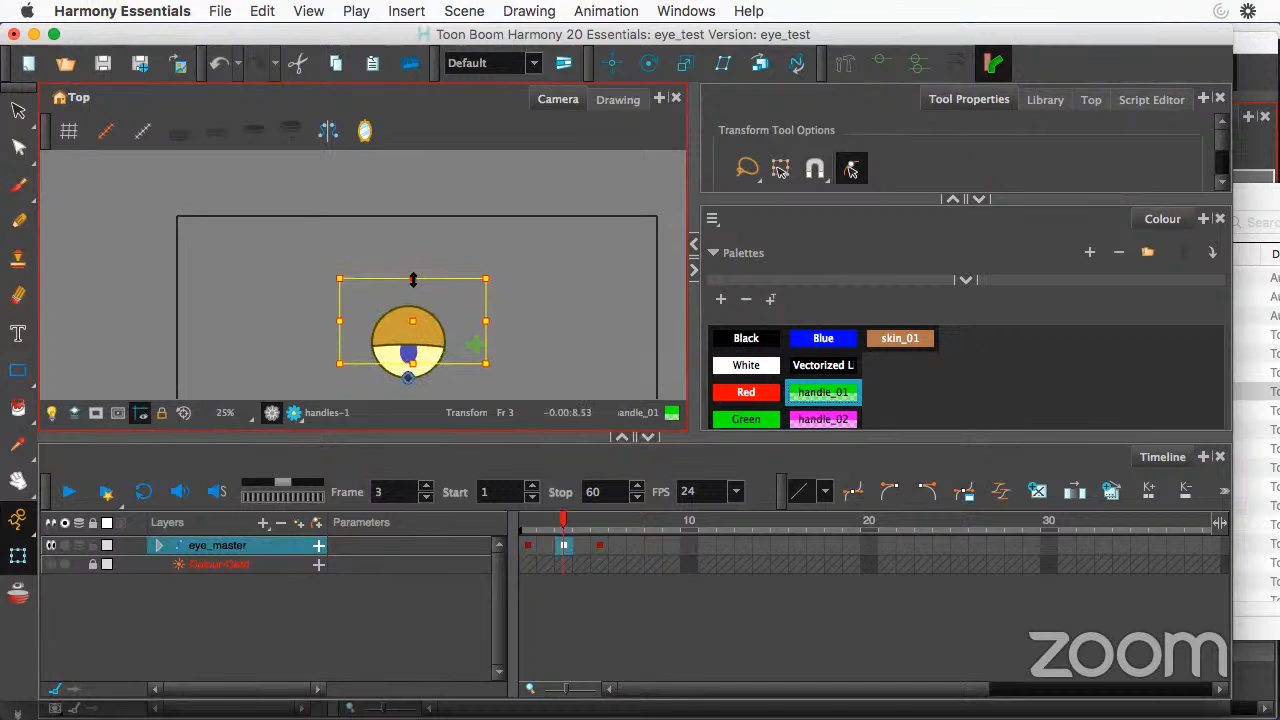 Harmony Essentials File Edit View Play Insert Scene Drawing Animation Windows Help
Toon Boom Harmony 20 Essentials: eye_test Version: eye_test
Default
Top Camera Drawing
Tool Properties Library Top Script Editor
Transform Tool Options
Colour
Palettes
Black Blue skin_01
White Vectorized L
Red handle_01
Green handle_02
25% handles-1 Transform Fr 3 -0.00:8.53 andle_01
Timeline
Frame 3 Start 1 Stop 60 FPS 24
Layers Parameters 10 20 30
eye_master
Colour-Card
zoom